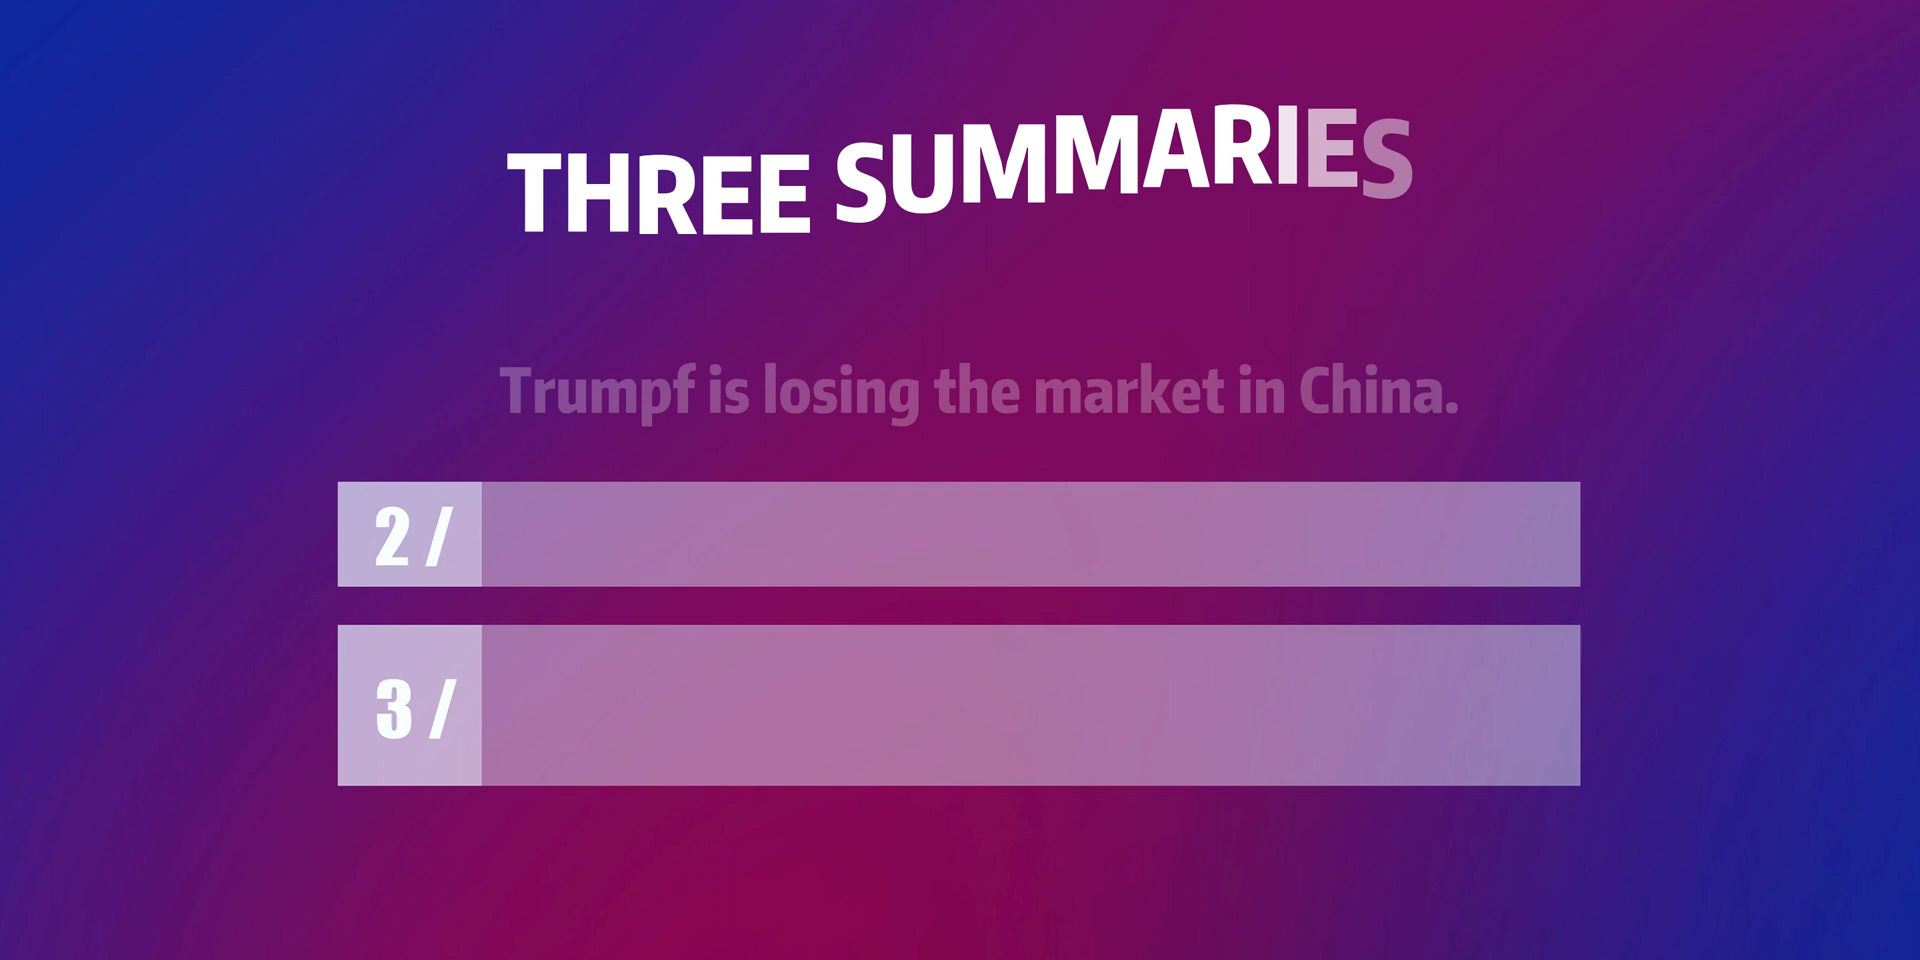 THREE SUMMARIES
Trumpf is losing the market in China.
2 /
3 /